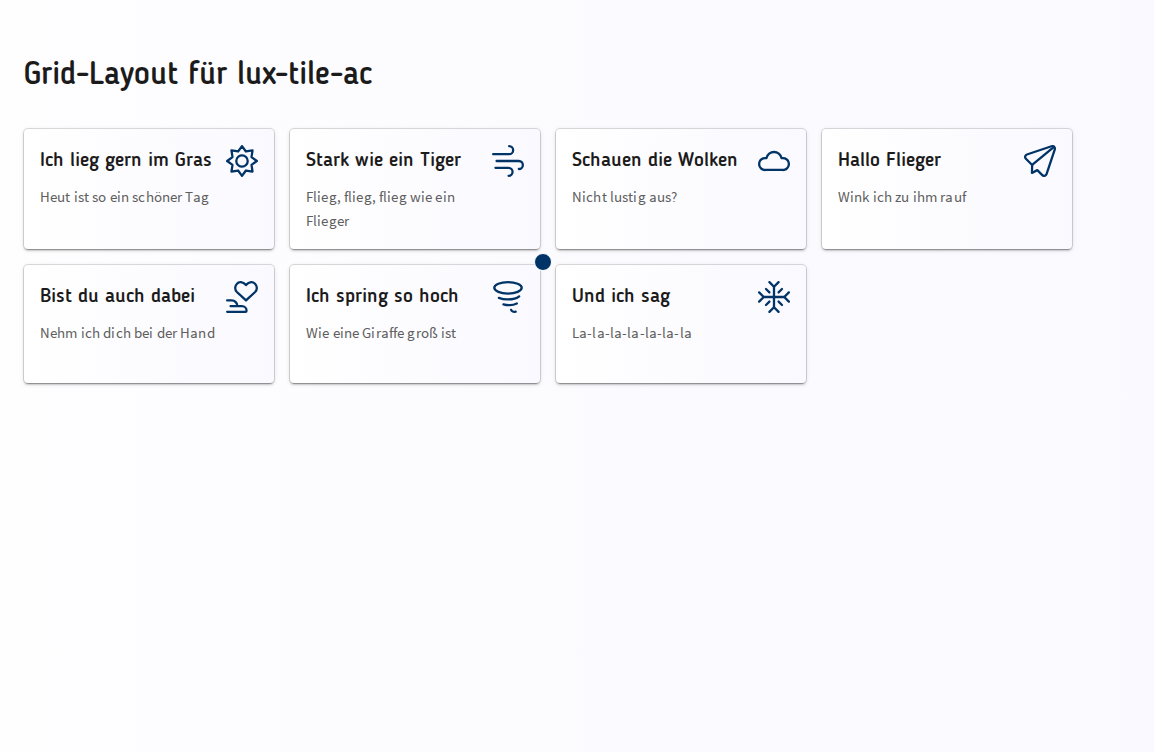 Grid-Layout für lux-tile-ac
Ich lieg gern im Gras
Heut ist so ein schöner Tag
Stark wie ein Tiger
Flieg, flieg, flieg wie ein
Flieger
Schauen die Wolken
Nicht lustig aus?
Hallo Flieger
Wink ich zu ihm rauf
Bist du auch dabei
Nehm ich dich bei der Hand
Ich spring so hoch
Wie eine Giraffe groß ist
Und ich sag
La-la-la-la-la-la-la